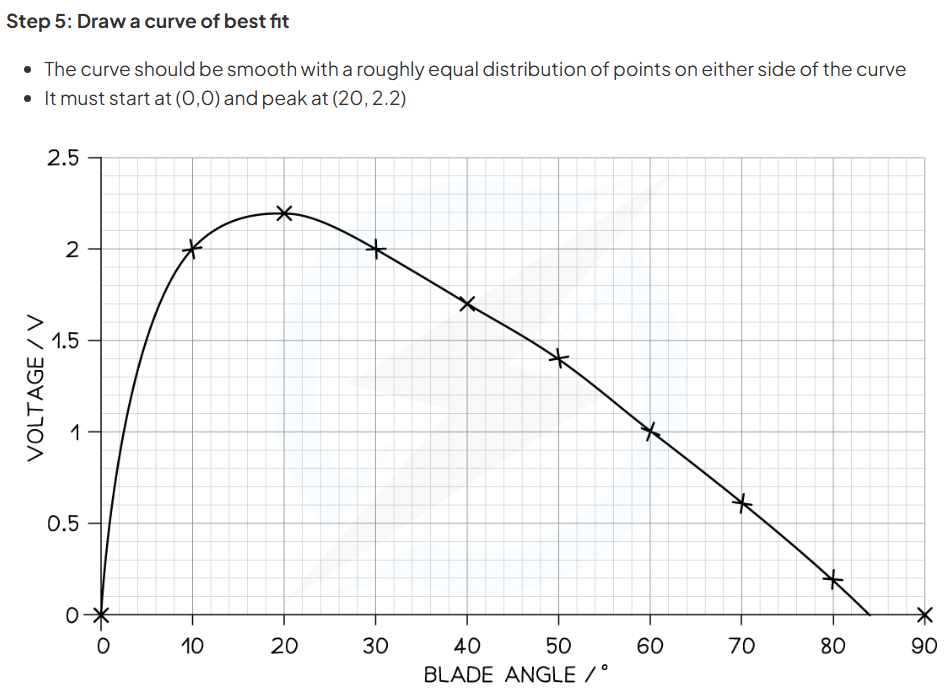 Step 5: Draw a curve of best fit
• The curve should be smooth with a roughly equal distribution of points on either side of the curve
• It must start at (0,0) and peak at (20, 2.2)
2.5
2
1.5
1
0.5
0
VOLTAGE / V
0 10 20 30 40 50 60 70 80 90
BLADE ANGLE / °